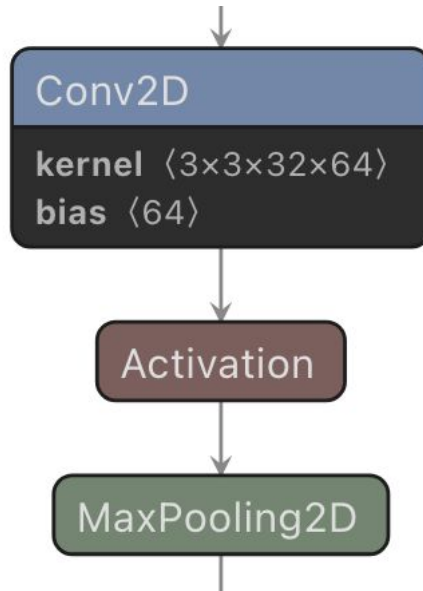 Conv2D
kernel 〈3×3×32×64〉
bias 〈64〉
Activation
MaxPooling2D